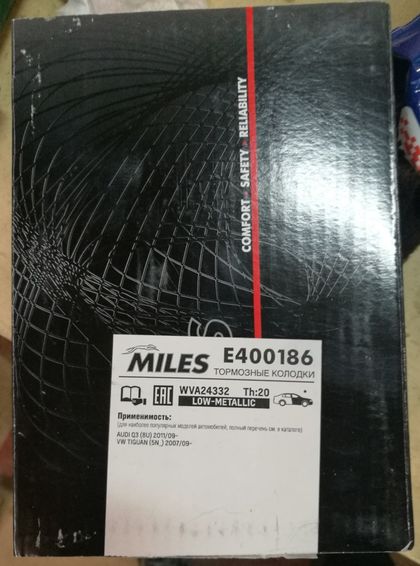 COMFORT · SAFETY · RELIABILITY
MILES E400186
ТОРМОЗНЫЕ КОЛОДКИ
EAC WVA24332 Th:20
LOW-METALLIC
Применимость:
(для наиболее популярных моделей автомобилей, полный перечень см. в каталоге)
AUDI Q3 (8U) 2011/09-
VW TIGUAN (5N_) 2007/09-